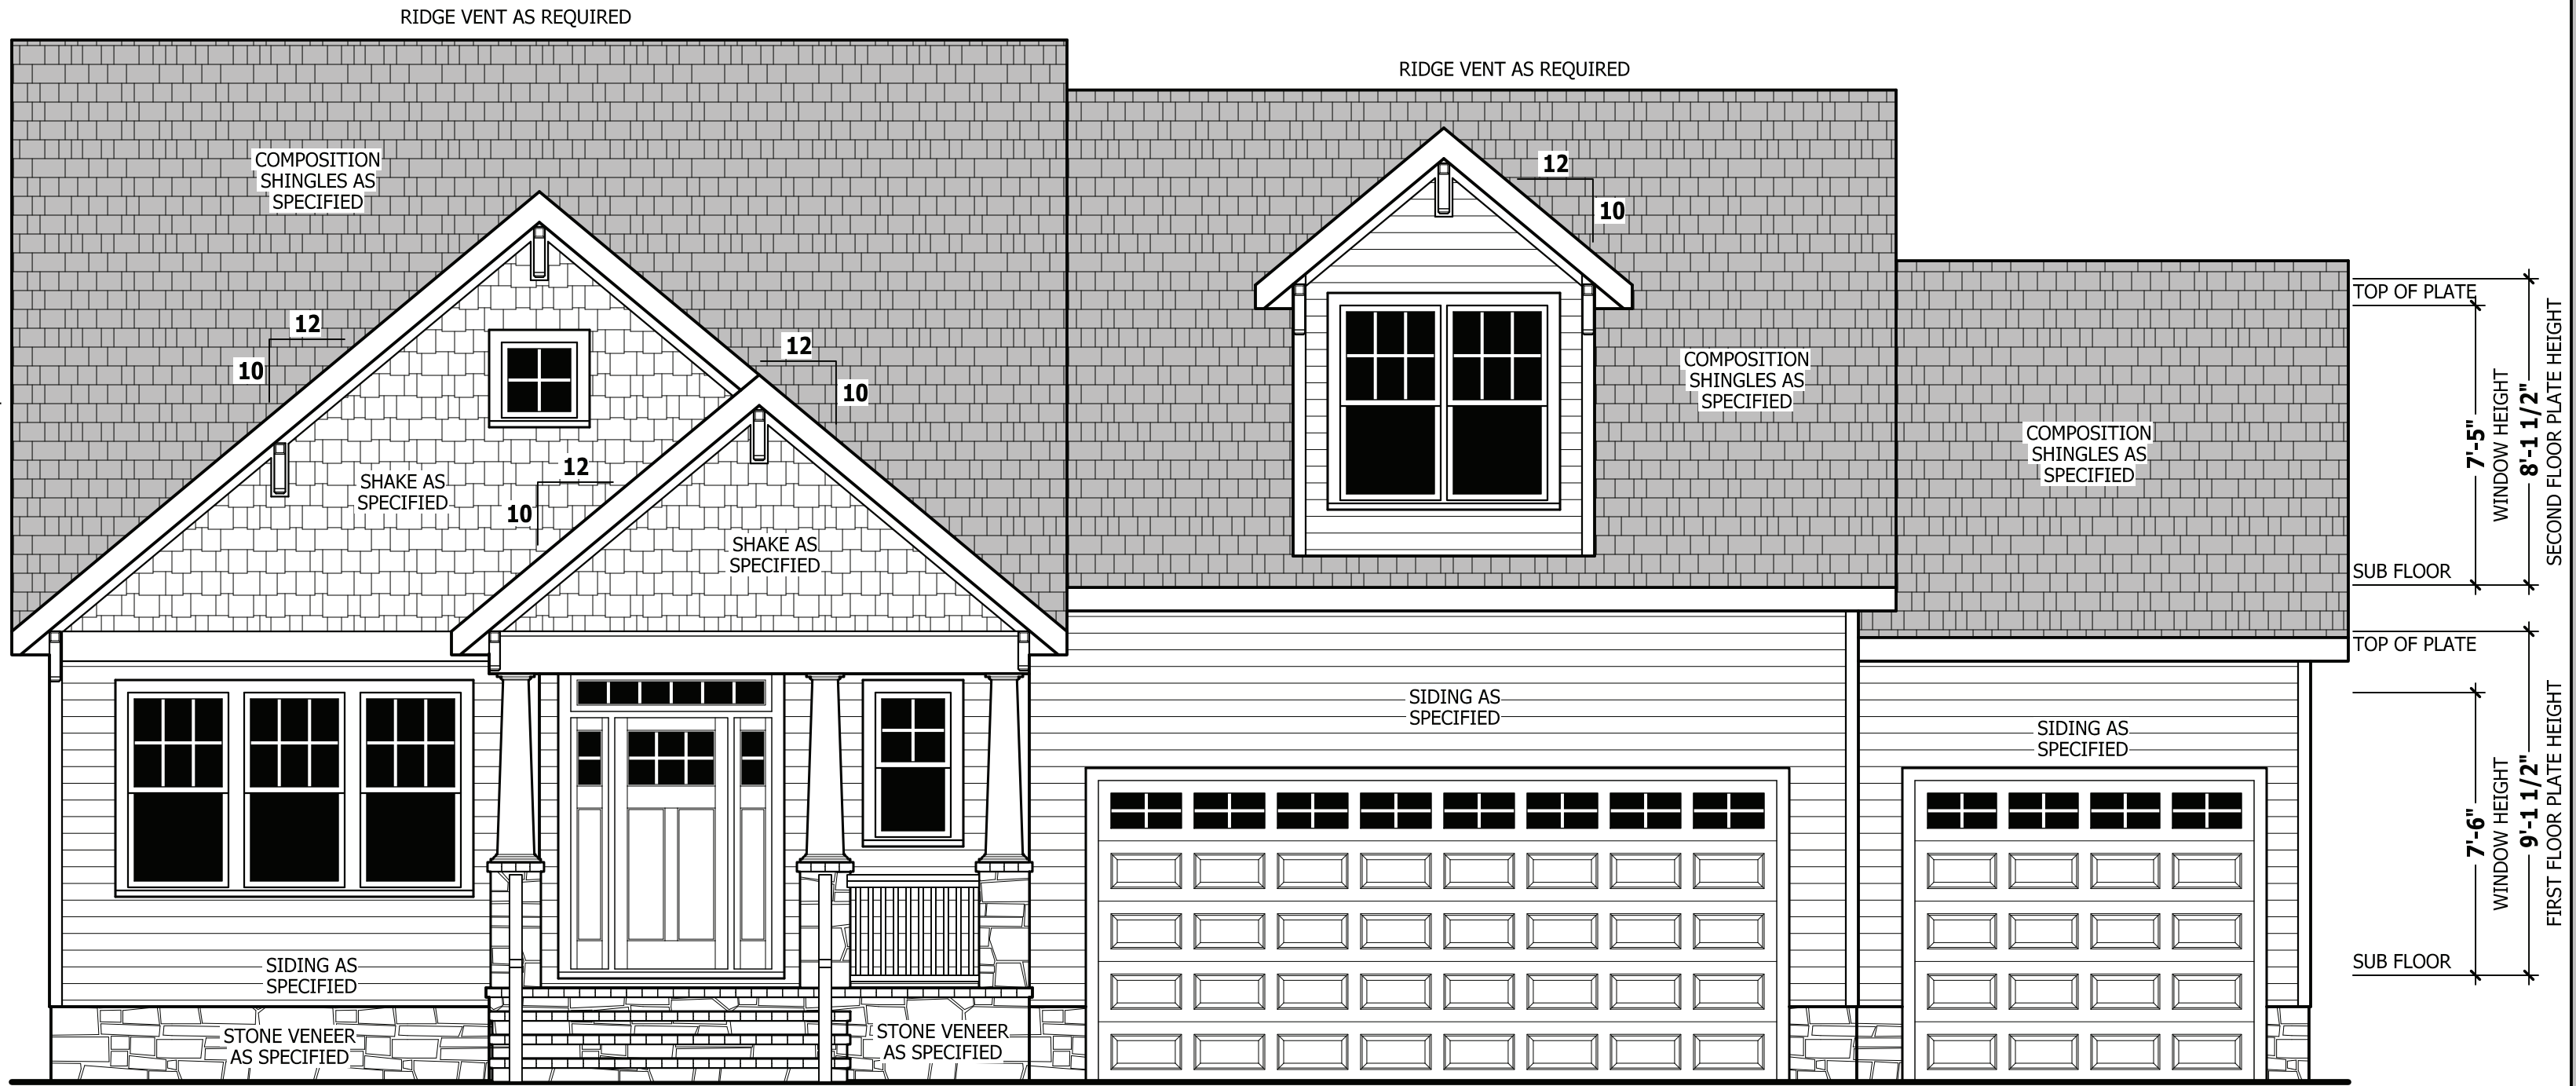 RIDGE VENT AS REQUIRED
RIDGE VENT AS REQUIRED
COMPOSITION
SHINGLES AS
SPECIFIED
12
10
12
10
12
10
12
10
SHAKE AS
SPECIFIED
SHAKE AS
SPECIFIED
COMPOSITION
SHINGLES AS
SPECIFIED
COMPOSITION
SHINGLES AS
SPECIFIED
TOP OF PLATE
7'-5"
WINDOW HEIGHT
8'-1 1/2"
SECOND FLOOR PLATE HEIGHT
SUB FLOOR
TOP OF PLATE
SIDING AS
SPECIFIED
SIDING AS
SPECIFIED
7'-6"
WINDOW HEIGHT
9'-1 1/2"
FIRST FLOOR PLATE HEIGHT
SUB FLOOR
SIDING AS
SPECIFIED
STONE VENEER
AS SPECIFIED
STONE VENEER
AS SPECIFIED